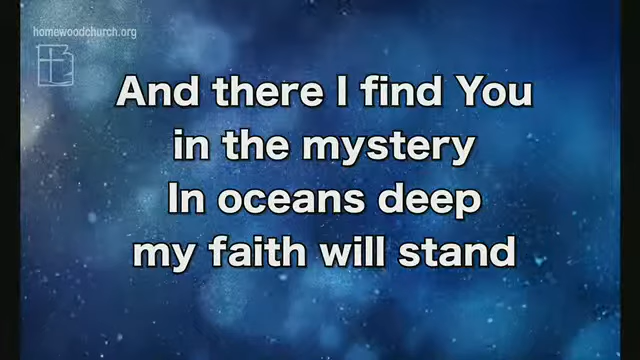 homewoodchurch.org
And there I find You
in the mystery
In oceans deep
my faith will stand